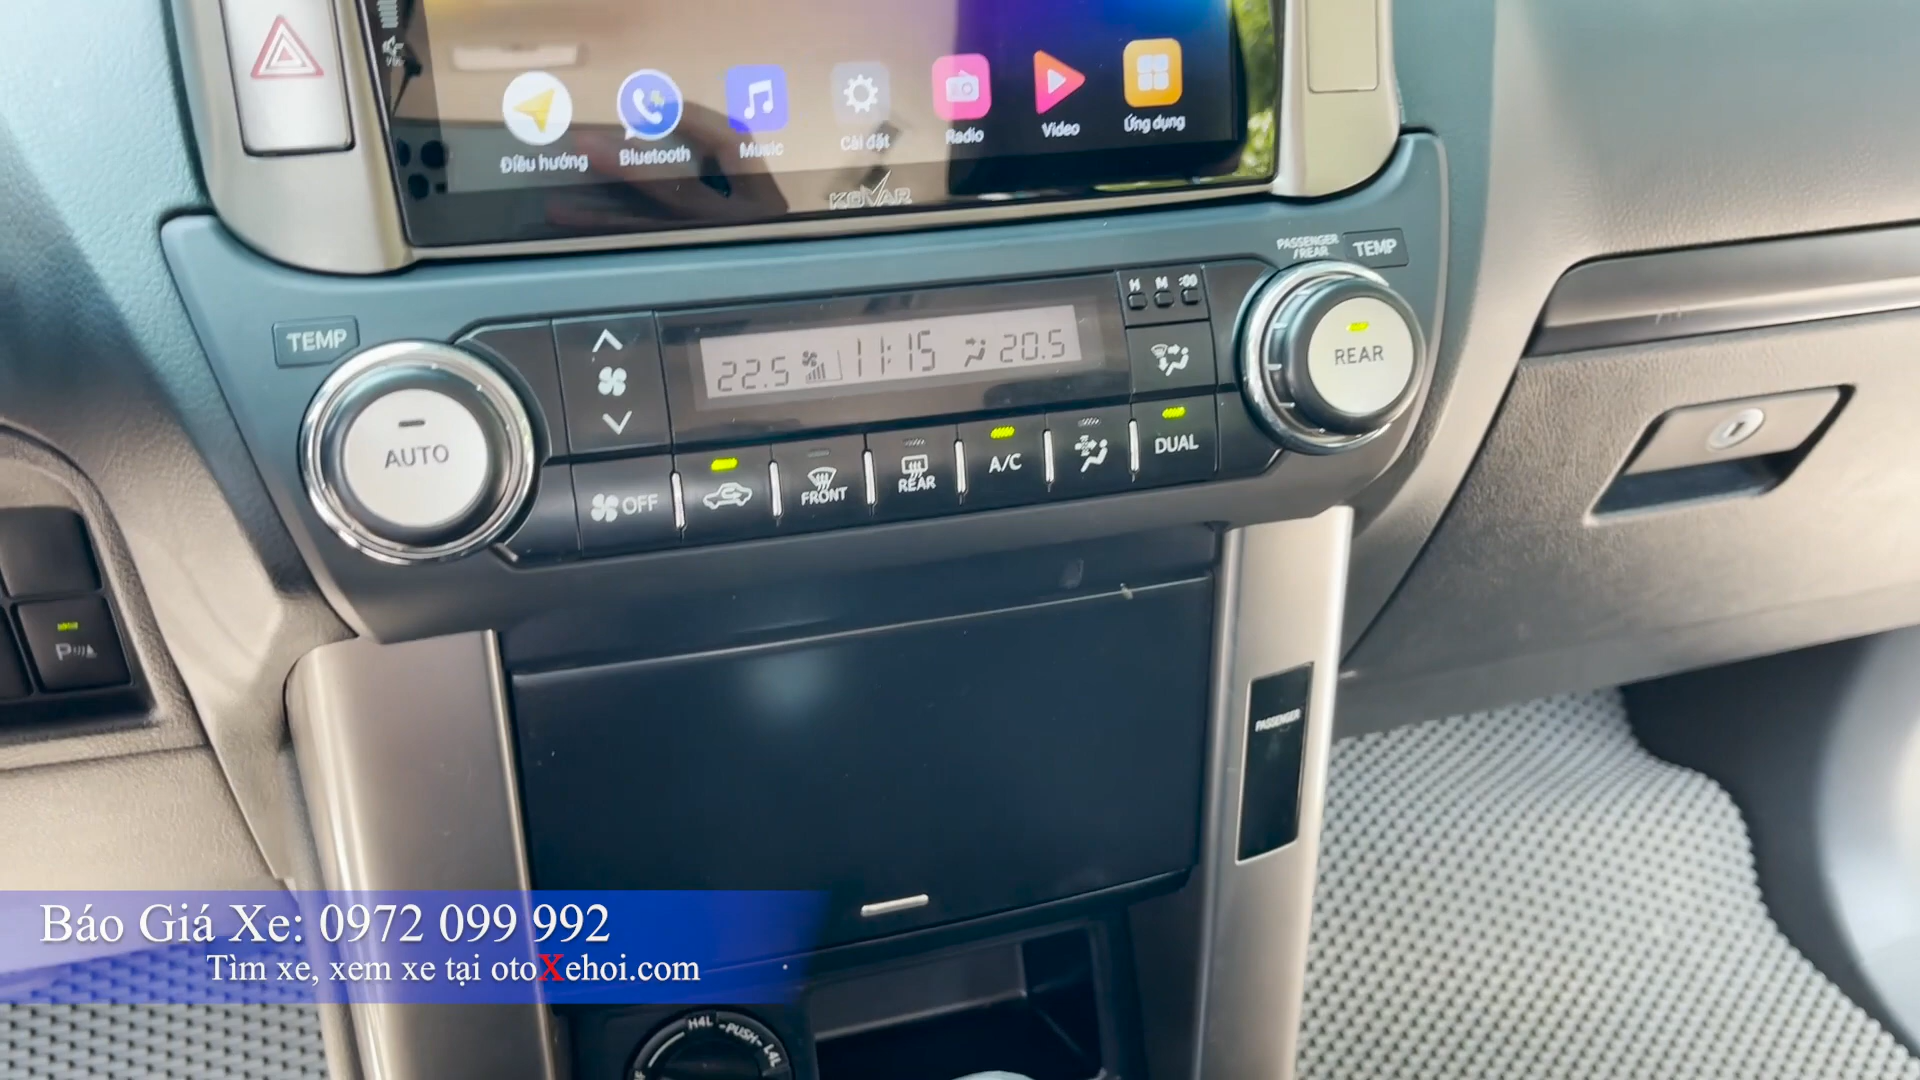 Điều hướng
Bluetooth
Music
Cài đặt
Radio
Video
Ứng dụng
KOVAR
PASSENGER
/REAR
TEMP
TEMP
H M :00
22.5 11:15 20.5
REAR
AUTO
OFF
FRONT
REAR
A/C
DUAL
P
PASSENGER
Báo Giá Xe: 0972 099 992
Tìm xe, xem xe tại otoXehoi.com
H4L -PUSH- L4L